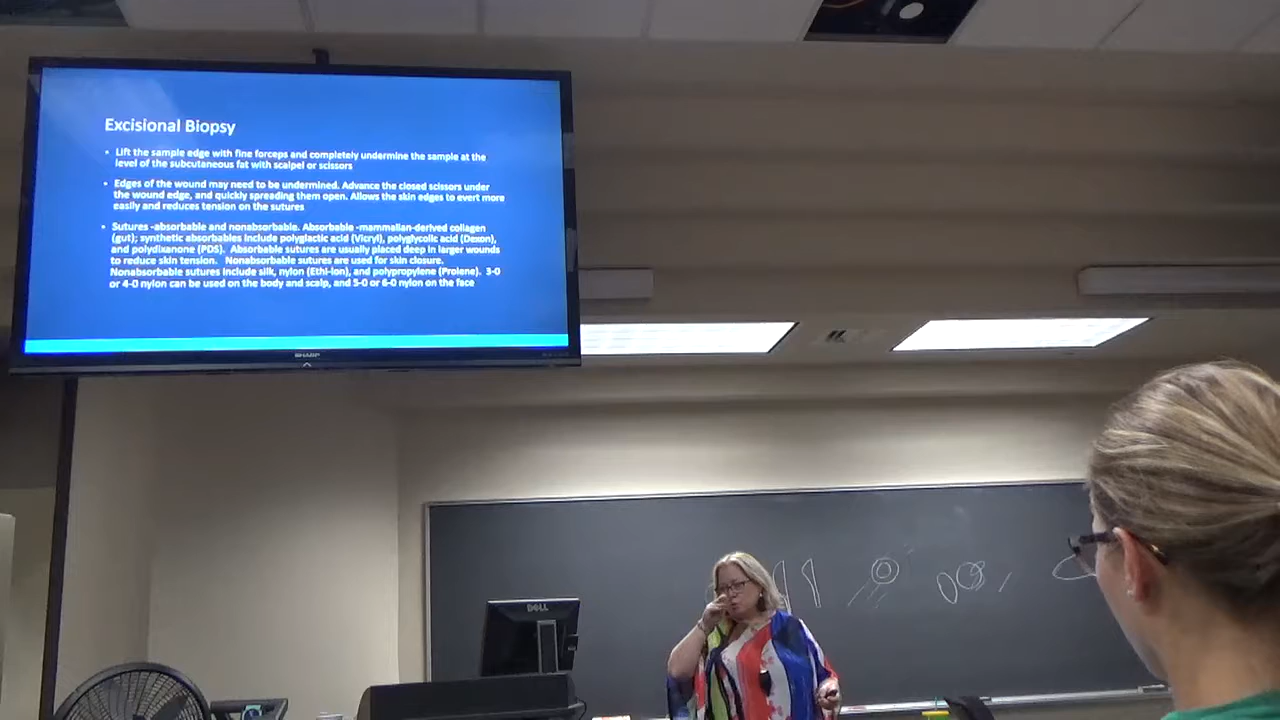 Excisional Biopsy
• Lift the sample edge with fine forceps and completely undermine the sample at the
level of the subcutaneous fat with scalpel or scissors
• Edges of the wound may need to be undermined. Advance the closed scissors under
the wound edge, and quickly spreading them open. Allows the skin edges to evert more
easily and reduces tension on the sutures
• Sutures -absorbable and nonabsorbable. Absorbable -mammalian-derived collagen
(gut); synthetic absorbables include polyglactic acid (Vicryl), polyglycolic acid (Dexon),
and polydixanone (PDS). Absorbable sutures are usually placed deep in larger wounds
to reduce skin tension. Nonabsorbable sutures are used for skin closure.
Nonabsorbable sutures include silk, nylon (Ethi-lon), and polypropylene (Prolene). 3-0
or 4-0 nylon can be used on the body and scalp, and 5-0 or 6-0 nylon on the face
SHARP
DELL